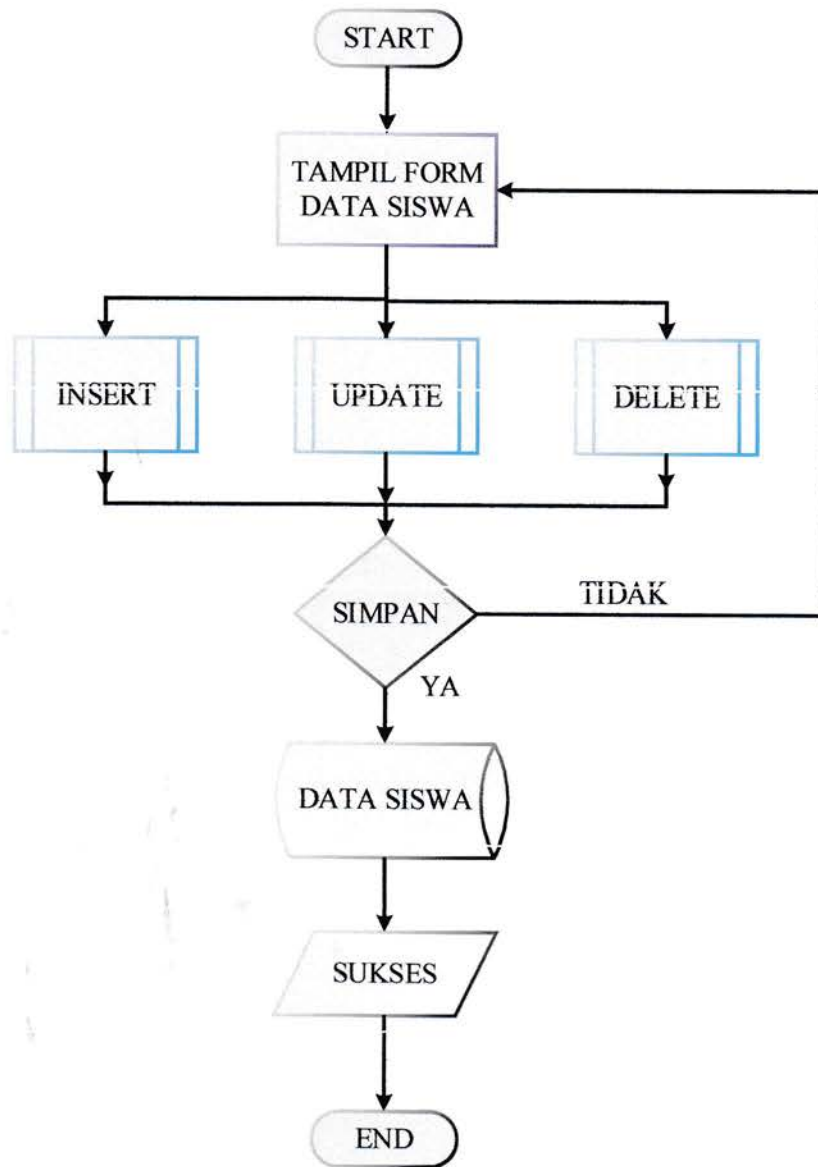 START
TAMPIL FORM
DATA SISWA
INSERT
UPDATE
DELETE
SIMPAN
TIDAK
YA
DATA SISWA
SUKSES
END